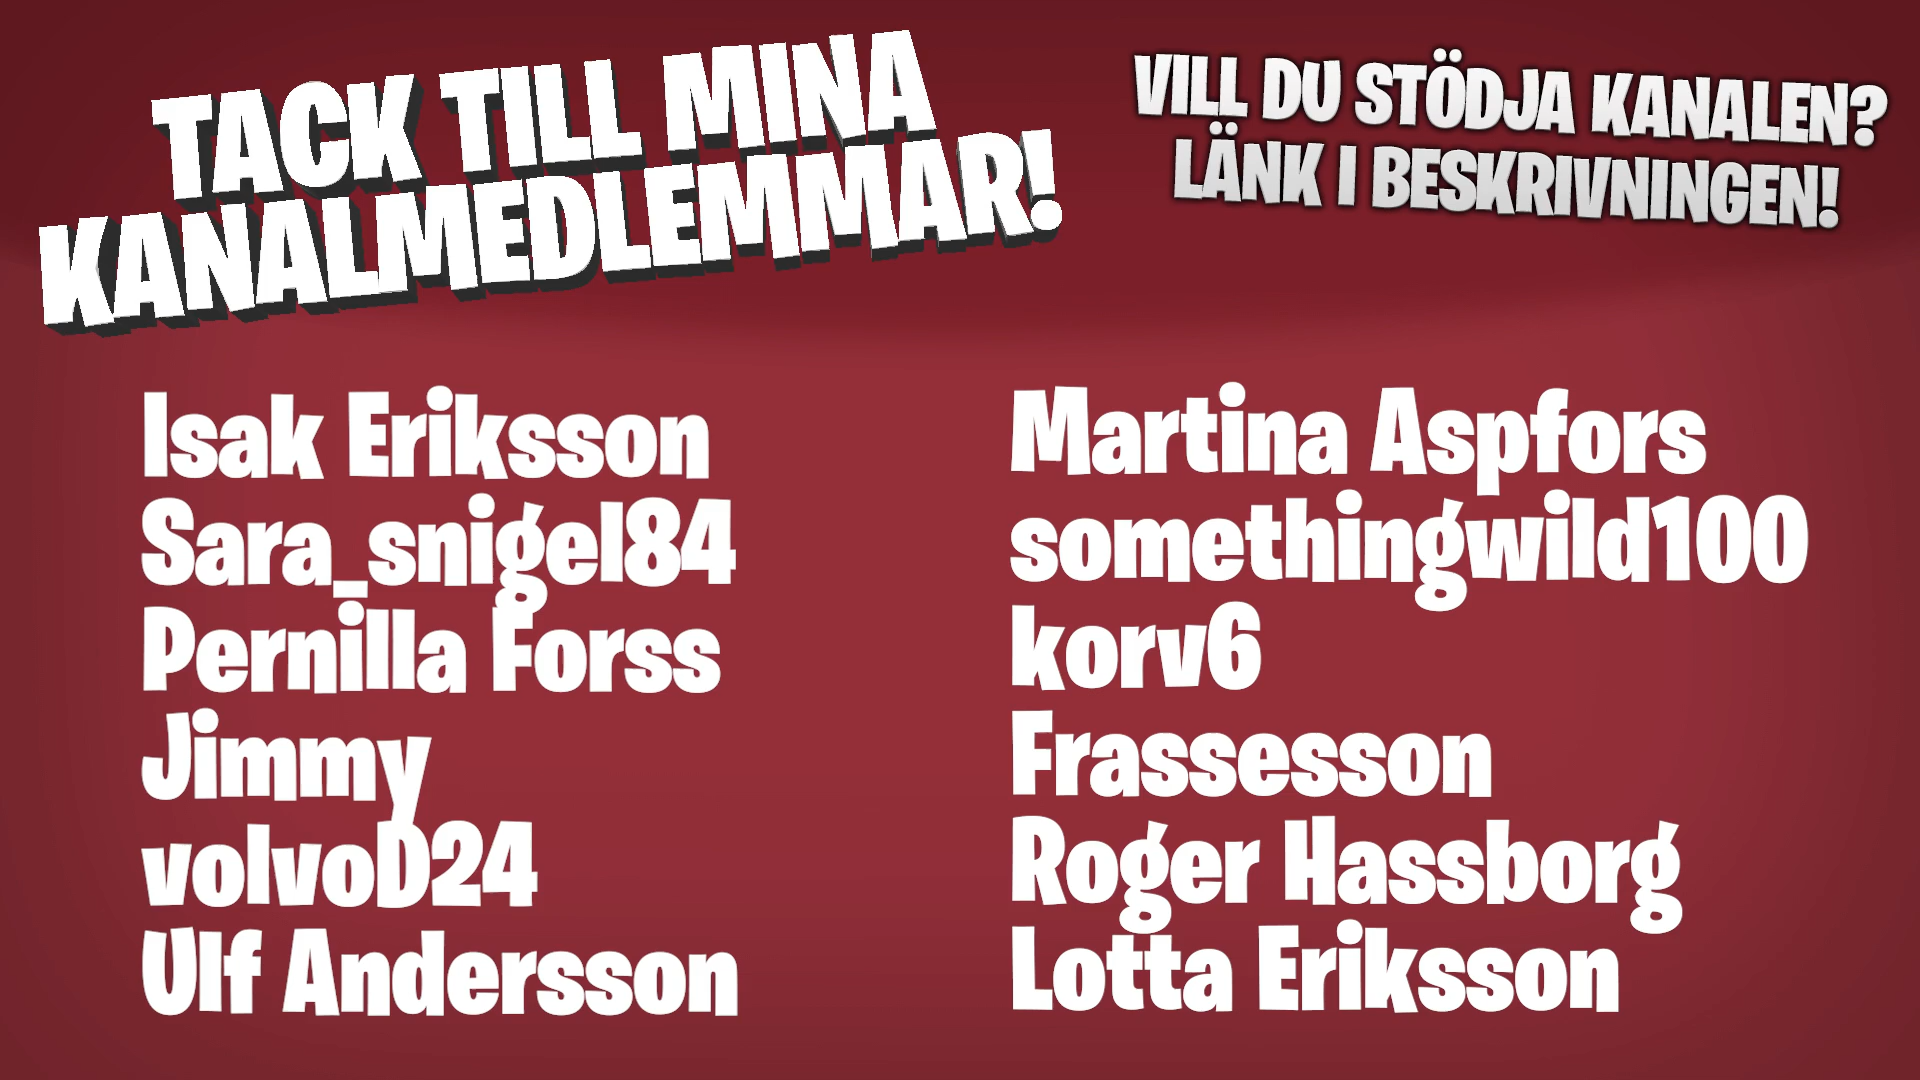 TACK TILL MINA
KANALMEDLEMMAR!
VILL DU STÖDJA KANALEN?
LÄNK I BESKRIVNINGEN!
Isak Eriksson
Sara_snigel84
Pernilla Forss
Jimmy
volvoD24
Ulf Andersson
Martina Aspfors
somethingwild100
korv6
Frassesson
Roger Hassborg
Lotta Eriksson